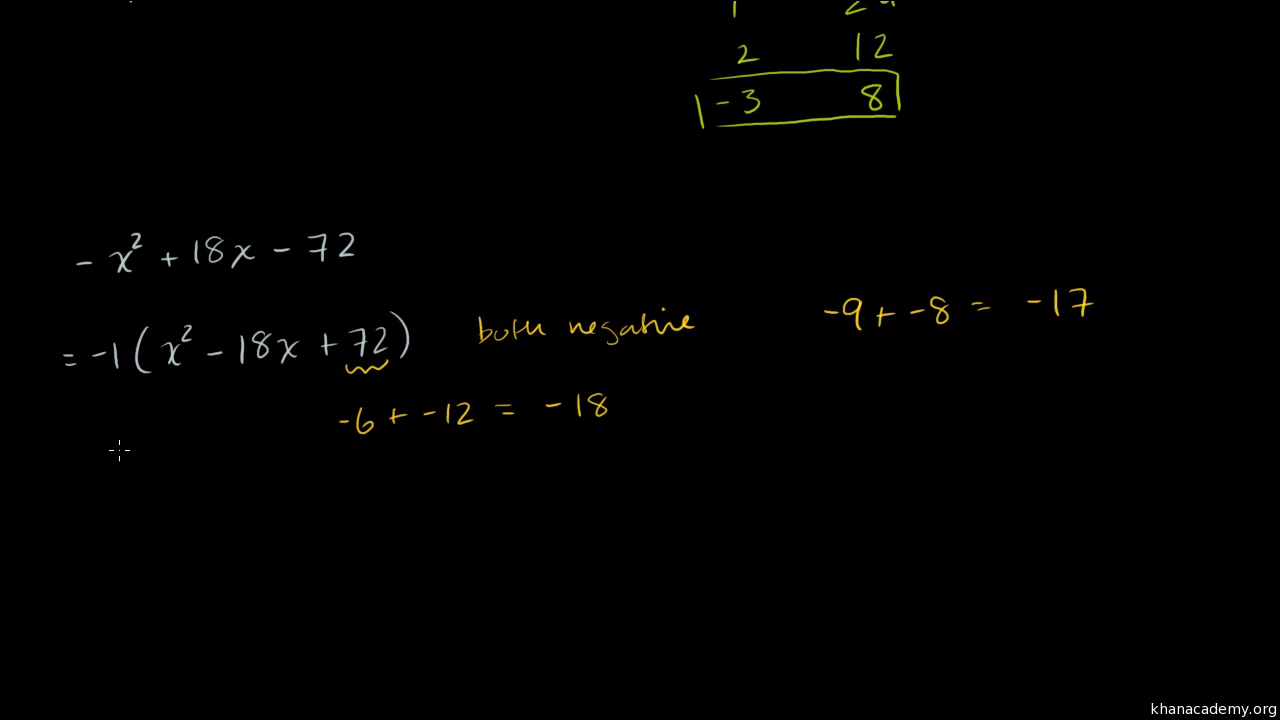 2 12
-3 8
-x² + 18x - 72
= -1(x² - 18x + 72) both negative -9 + -8 = -17
-6 + -12 = -18
khanacademy.org